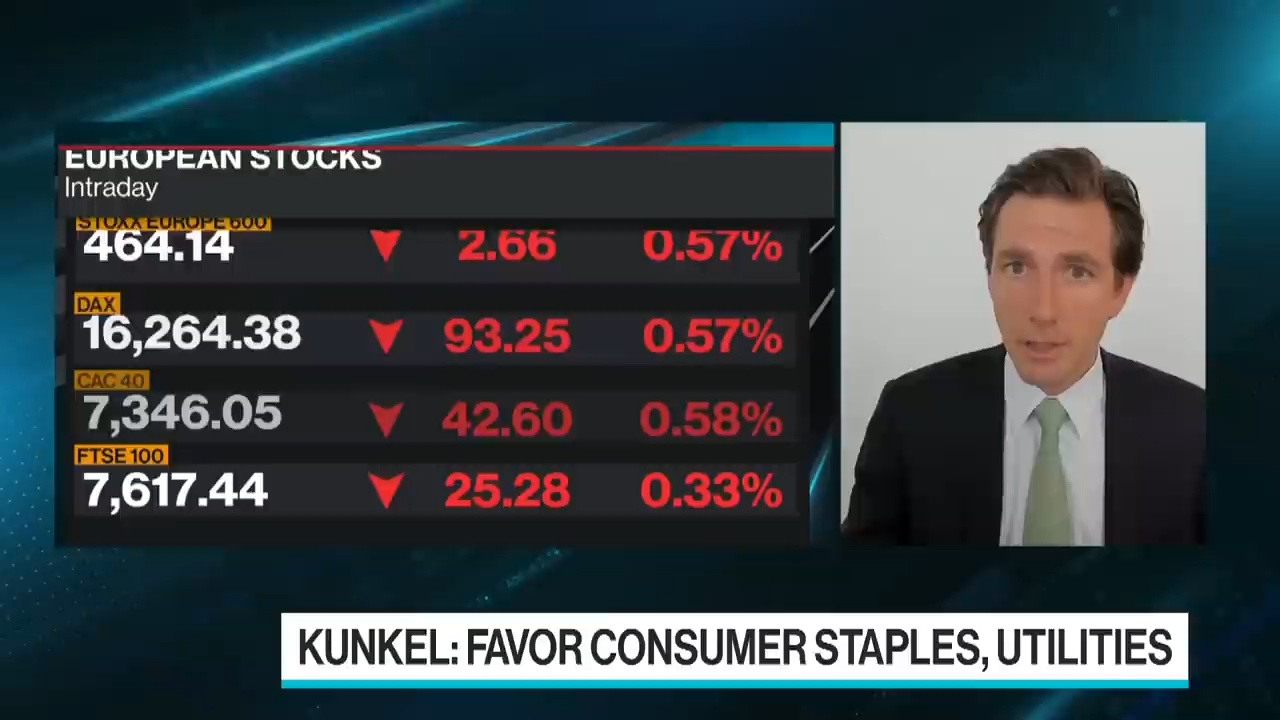 EUROPEAN STOCKS
Intraday
STOXX EUROPE 600
464.14 ▼ 2.66 0.57%
DAX
16,264.38 ▼ 93.25 0.57%
CAC 40
7,346.05 ▼ 42.60 0.58%
FTSE 100
7,617.44 ▼ 25.28 0.33%
KUNKEL: FAVOR CONSUMER STAPLES, UTILITIES